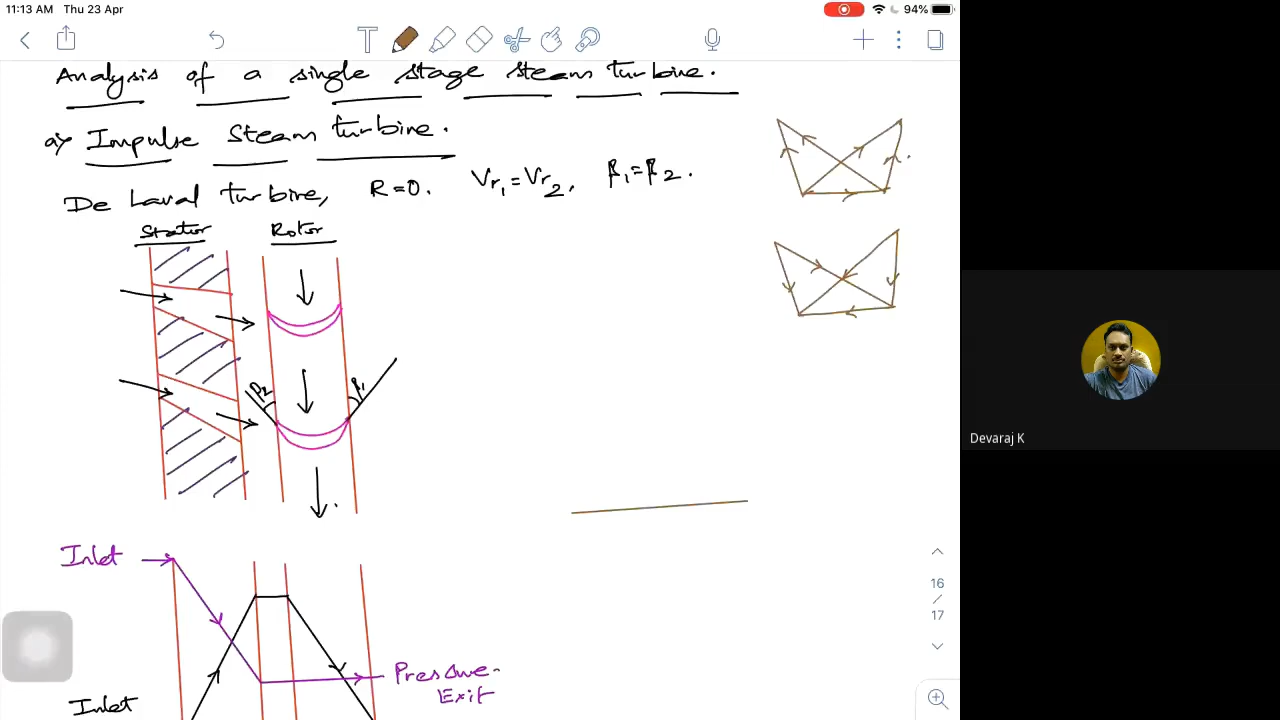 11:13 AM Thu 23 Apr 94%
Analysis of a single stage steam turbine.
a) Impulse Steam turbine.
De Laval turbine, R=0. Vr1 = Vr2, β1 = β2.
Stator Rotor
β2 β1
Devaraj K
Inlet
16
/
17
Pressure
Exit
Inlet